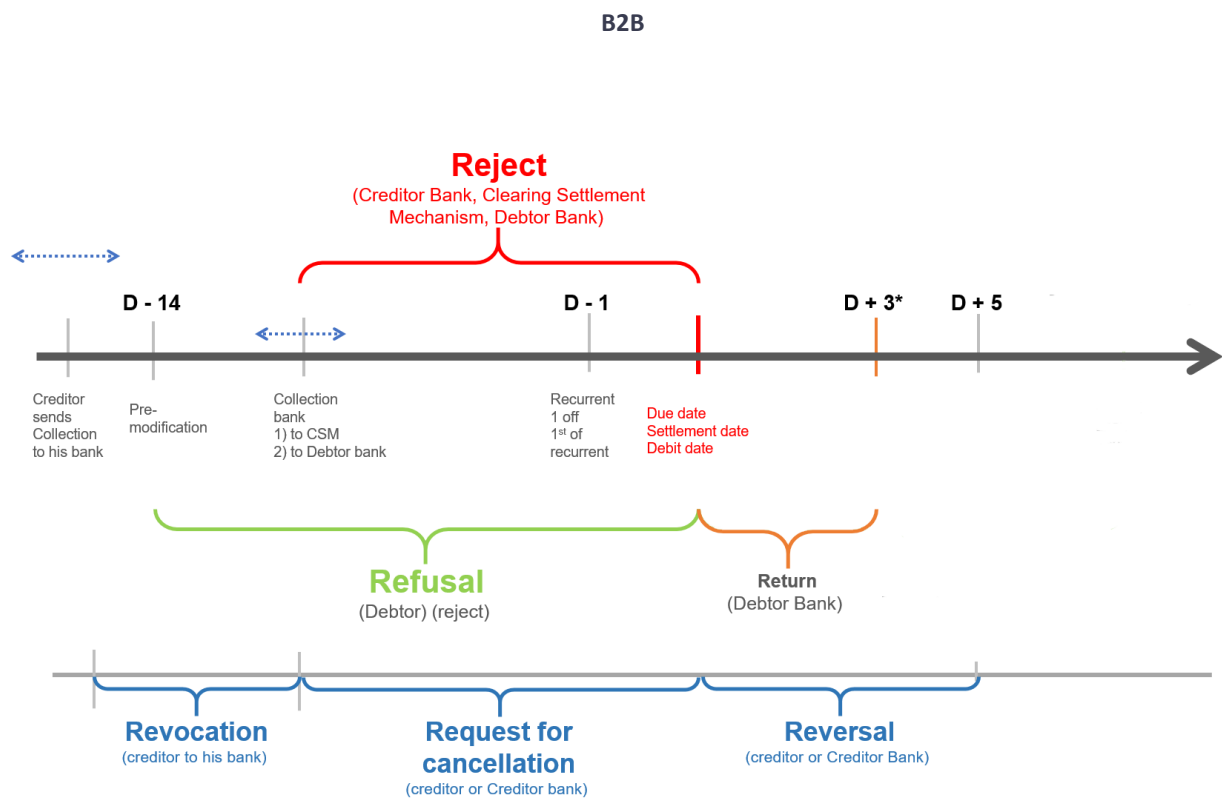 B2B
Reject
(Creditor Bank, Clearing Settlement
Mechanism, Debtor Bank)
D - 14
D - 1
D + 3*
D + 5
Creditor
sends
Collection
to his bank
Pre-
modification
Collection
bank
1) to CSM
2) to Debtor bank
Recurrent
1 off
1st of
recurrent
Due date
Settlement date
Debit date
Refusal
(Debtor) (reject)
Return
(Debtor Bank)
Revocation
(creditor to his bank)
Request for
cancellation
(creditor or Creditor bank)
Reversal
(creditor or Creditor Bank)